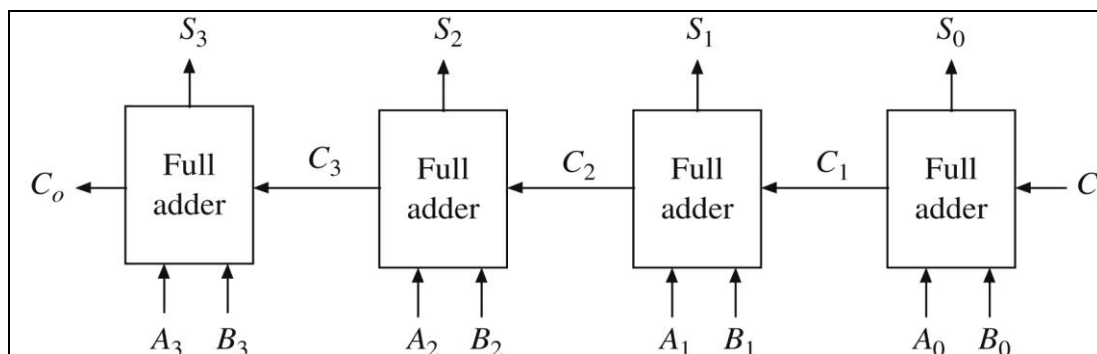 S₃ S₂ S₁ S₀
Full adder Full adder Full adder Full adder
Cₒ C₃ C₂ C₁ C
A₃ B₃ A₂ B₂ A₁ B₁ A₀ B₀